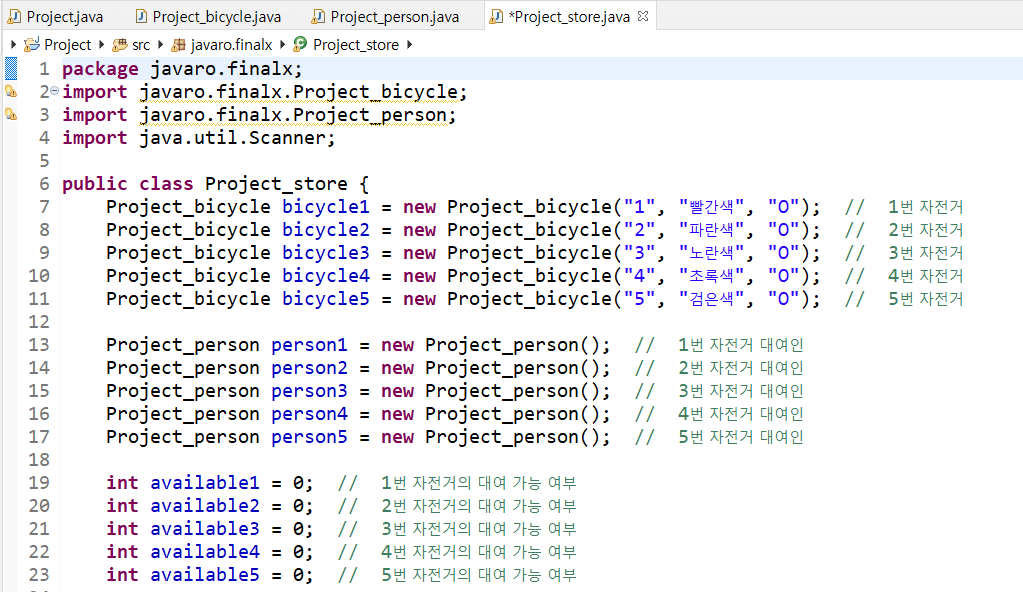 Project.java Project_bicycle.java Project_person.java *Project_store.java
Project src javaro.finalx Project_store
1 package javaro.finalx;
2 import javaro.finalx.Project_bicycle;
3 import javaro.finalx.Project_person;
4 import java.util.Scanner;
5
6 public class Project_store {
7 Project_bicycle bicycle1 = new Project_bicycle("1", "빨간색", "O"); // 1번 자전거
8 Project_bicycle bicycle2 = new Project_bicycle("2", "파란색", "O"); // 2번 자전거
9 Project_bicycle bicycle3 = new Project_bicycle("3", "노란색", "O"); // 3번 자전거
10 Project_bicycle bicycle4 = new Project_bicycle("4", "초록색", "O"); // 4번 자전거
11 Project_bicycle bicycle5 = new Project_bicycle("5", "검은색", "O"); // 5번 자전거
12
13 Project_person person1 = new Project_person(); // 1번 자전거 대여인
14 Project_person person2 = new Project_person(); // 2번 자전거 대여인
15 Project_person person3 = new Project_person(); // 3번 자전거 대여인
16 Project_person person4 = new Project_person(); // 4번 자전거 대여인
17 Project_person person5 = new Project_person(); // 5번 자전거 대여인
18
19 int available1 = 0; // 1번 자전거의 대여 가능 여부
20 int available2 = 0; // 2번 자전거의 대여 가능 여부
21 int available3 = 0; // 3번 자전거의 대여 가능 여부
22 int available4 = 0; // 4번 자전거의 대여 가능 여부
23 int available5 = 0; // 5번 자전거의 대여 가능 여부